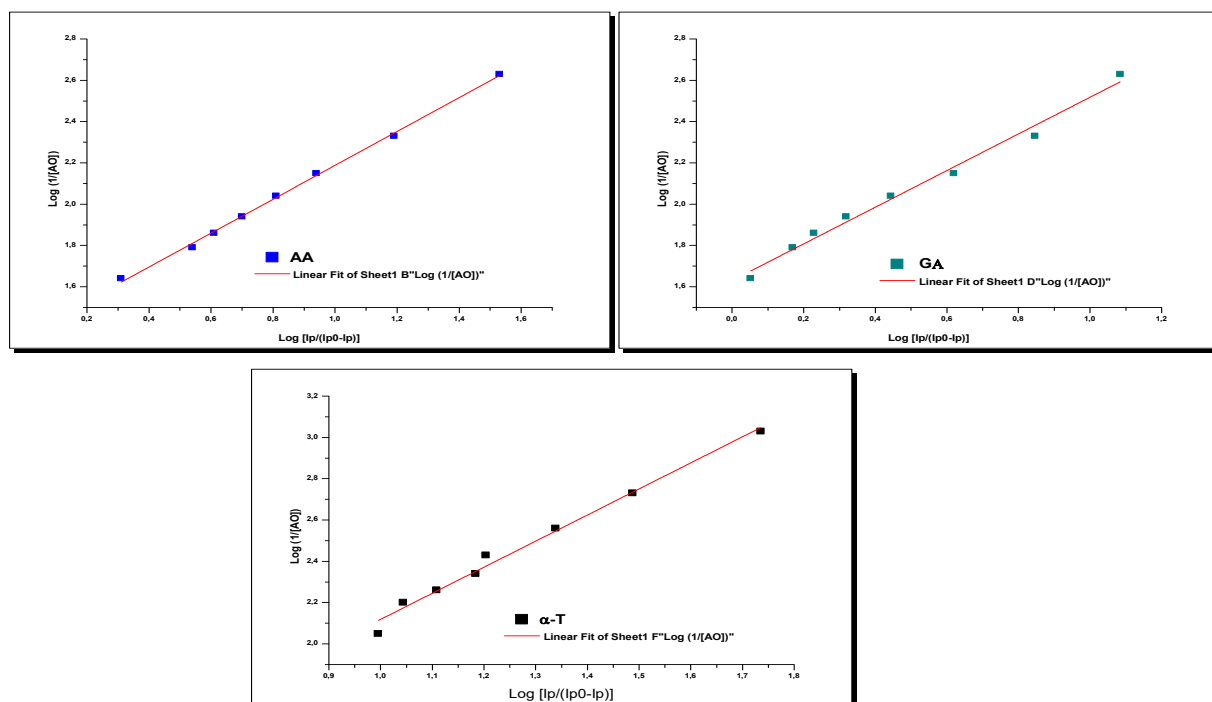 2,8
2,6
2,4
2,2
2,0
1,8
1,6
Log (1/[AO])
AA
Linear Fit of Sheet1 B"Log (1/[AO])"
0,2 0,4 0,6 0,8 1,0 1,2 1,4 1,6
Log [Ip/(Ip0-Ip)]
2,8
2,6
2,4
2,2
2,0
1,8
1,6
Log (1/[AO])
GA
Linear Fit of Sheet1 D"Log (1/[AO])"
0,0 0,2 0,4 0,6 0,8 1,0 1,2
Log [Ip/(Ip0-Ip)]
3,2
3,0
2,8
2,6
2,4
2,2
2,0
Log (1/[AO])
α-T
Linear Fit of Sheet1 F"Log (1/[AO])"
0,9 1,0 1,1 1,2 1,3 1,4 1,5 1,6 1,7 1,8
Log [Ip/(Ip0-Ip)]